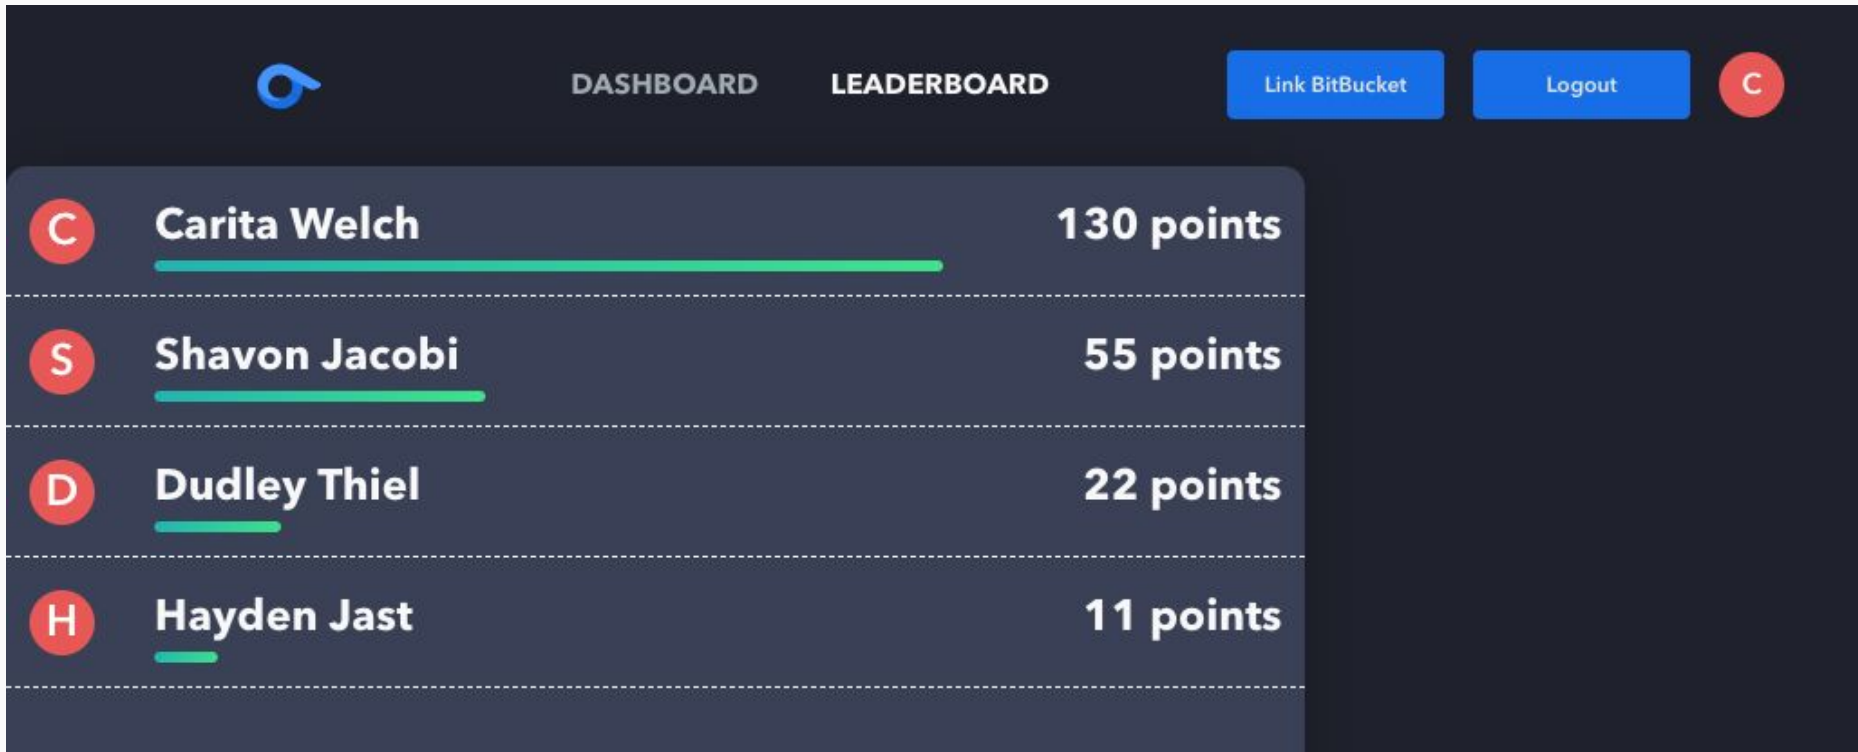 DASHBOARD LEADERBOARD Link BitBucket Logout C
C Carita Welch 130 points
S Shavon Jacobi 55 points
D Dudley Thiel 22 points
H Hayden Jast 11 points